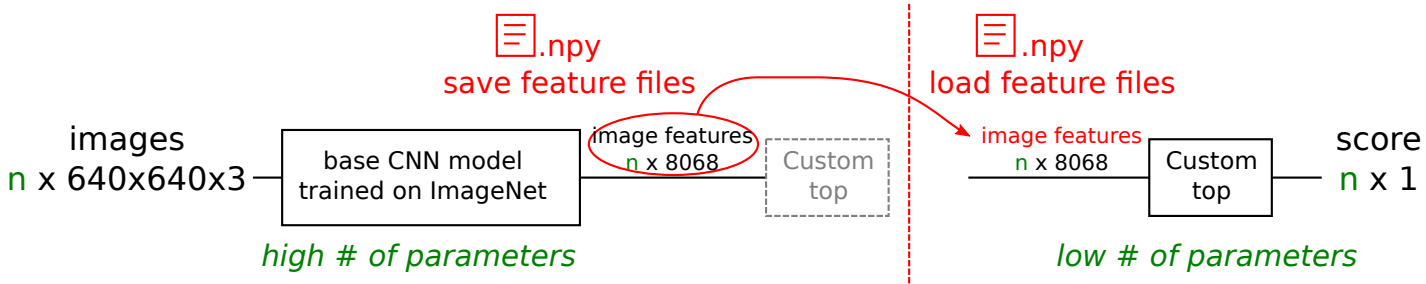 .npy
save feature files
images
n x 640x640x3
base CNN model
trained on ImageNet
image features
n x 8068
Custom
top
high # of parameters
.npy
load feature files
image features
n x 8068
Custom
top
score
n x 1
low # of parameters